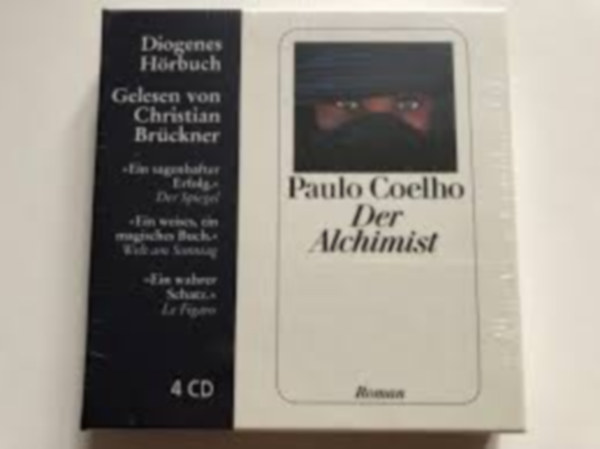 Diogenes
Hörbuch
Gelesen von
Christian
Brückner
»Ein sagenhafter
Erfolg.«
Der Spiegel
»Ein weises, ein
magisches Buch.«
Welt am Sonntag
»Ein wahrer
Schatz.«
Le Figaro
4 CD
Paulo Coelho
Der
Alchimist
Roman